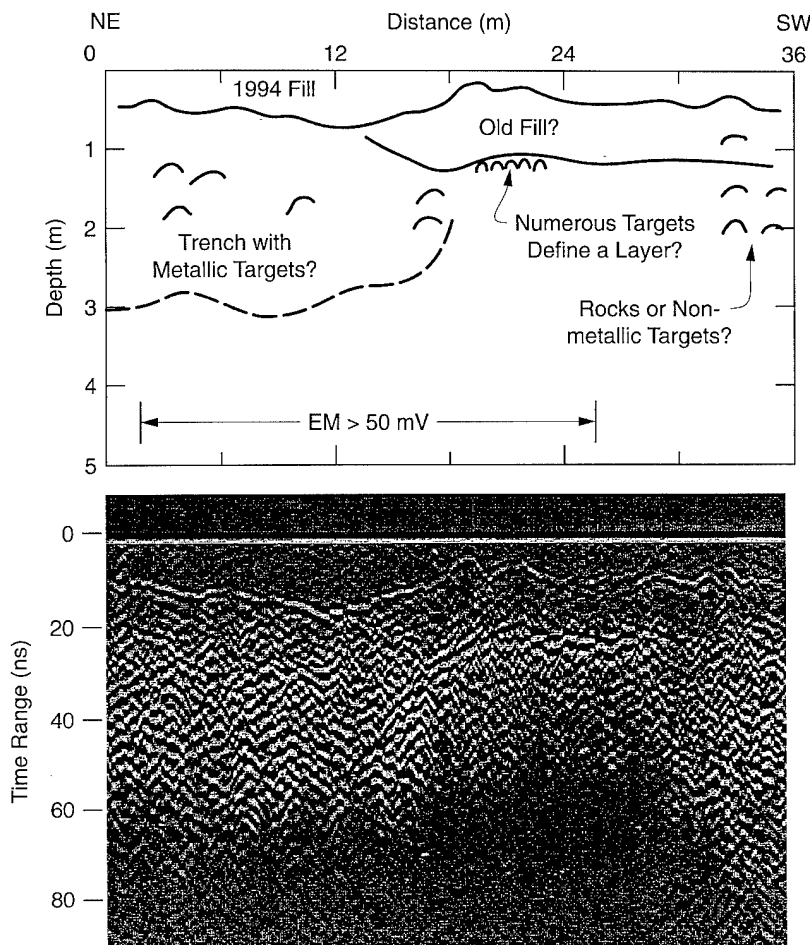 NE Distance (m) SW
0 12 24 36
1994 Fill
Old Fill?
1
2
3
4
5
Depth (m)
Numerous Targets
Define a Layer?
Trench with
Metallic Targets?
Rocks or Non-
metallic Targets?
EM > 50 mV
0
20
40
60
80
Time Range (ns)